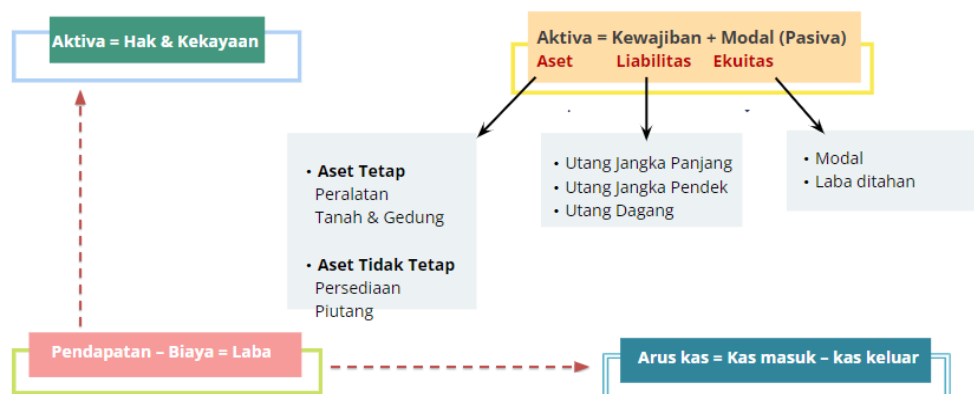 Aktiva = Hak & Kekayaan
Aktiva = Kewajiban + Modal (Pasiva)
Aset Liabilitas Ekuitas
• Aset Tetap
Peralatan
Tanah & Gedung
• Aset Tidak Tetap
Persediaan
Piutang
• Utang Jangka Panjang
• Utang Jangka Pendek
• Utang Dagang
• Modal
• Laba ditahan
Pendapatan – Biaya = Laba
Arus kas = Kas masuk – kas keluar